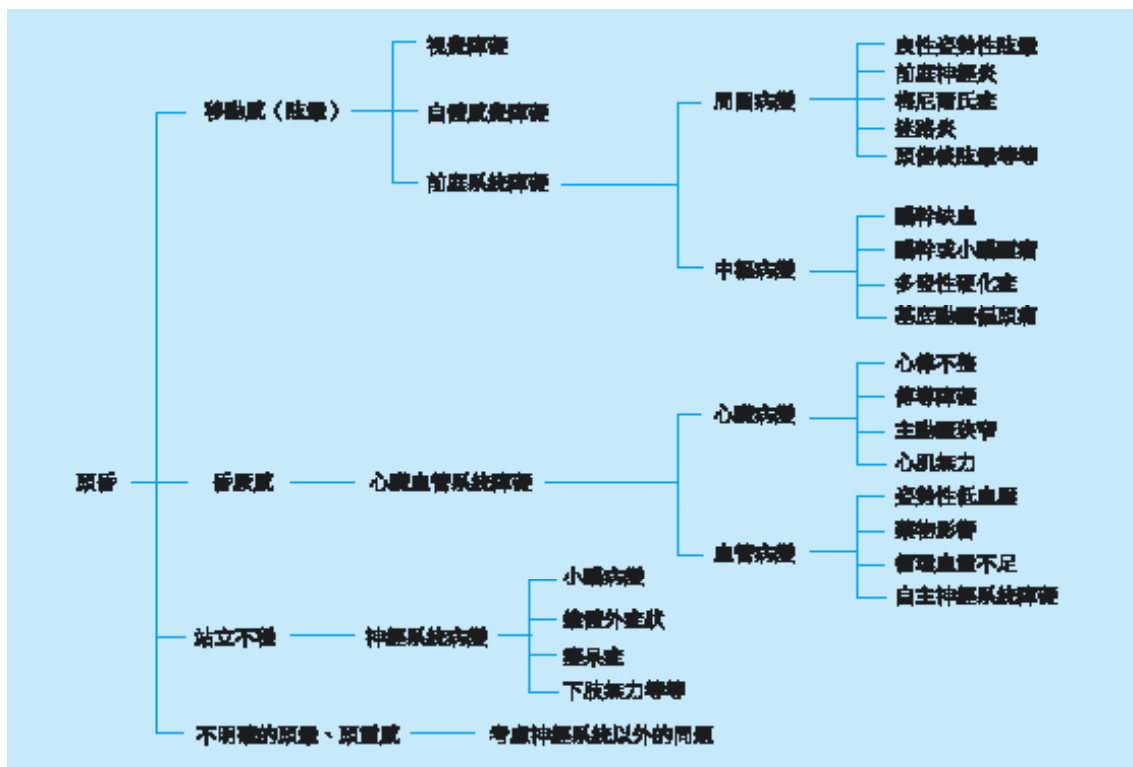 頭昏
移動感（眩暈）
視覺障礙
自體感覺障礙
前庭系統障礙
周圍病變
良性姿勢性眩暈
前庭神經炎
梅尼爾氏症
迷路炎
頭傷後眩暈等等
中樞病變
腦幹缺血
腦幹或小腦腫瘤
多發性硬化症
基底動脈偏頭痛
昏厥感
心臟血管系統障礙
心臟病變
心律不整
傳導障礙
主動脈狹窄
心肌無力
血管病變
姿勢性低血壓
藥物影響
循環血量不足
自主神經系統障礙
站立不穩
神經系統病變
小腦病變
錐體外症狀
痴呆症
下肢無力等等
不明確的頭暈、頭重感
考慮神經系統以外的問題